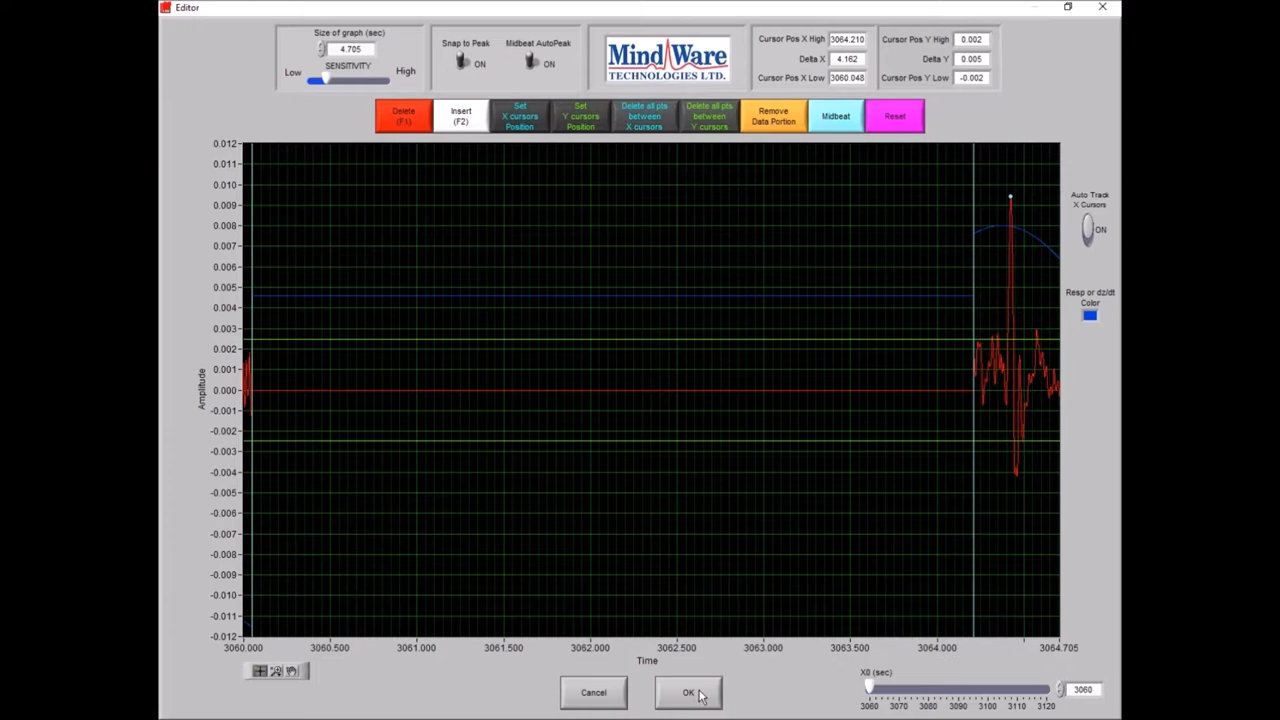 Editor
Size of graph (sec)
4.705
SENSITIVITY
Low
High
Snap to Peak
ON
Midbeat AutoPeak
ON
MindWare
TECHNOLOGIES LTD.
Cursor Pos X High 3064.210
Delta X 4.162
Cursor Pos X Low 3060.048
Cursor Pos Y High 0.002
Delta Y 0.005
Cursor Pos Y Low -0.002
Delete
(F1)
Insert
(F2)
Set
X cursors
Position
Set
Y cursors
Position
Delete all pts
between
X cursors
Delete all pts
between
Y cursors
Remove
Data Portion
Midbeat
Reset
0.012
0.011
0.010
0.009
0.008
0.007
0.006
0.005
0.004
0.003
0.002
0.001
0.000
-0.001
-0.002
-0.003
-0.004
-0.005
-0.006
-0.007
-0.008
-0.009
-0.010
-0.011
-0.012
Amplitude
Auto Track
X Cursors
ON
Resp or dz/dt
Color
3060.000 3060.500 3061.000 3061.500 3062.000 3062.500 3063.000 3063.500 3064.000 3064.705
Time
Cancel
OK
X0 (sec)
3060
3060 3070 3080 3090 3100 3110 3120